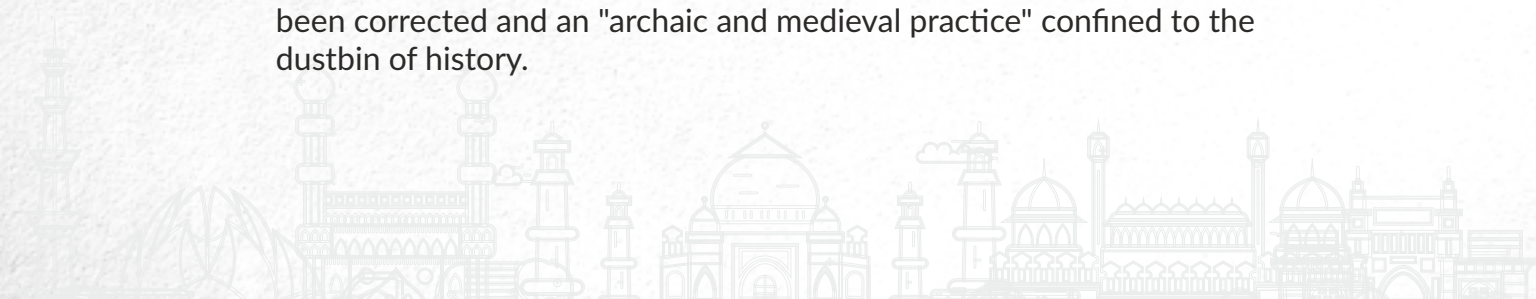 been corrected and an "archaic and medieval practice" confined to the
dustbin of history.